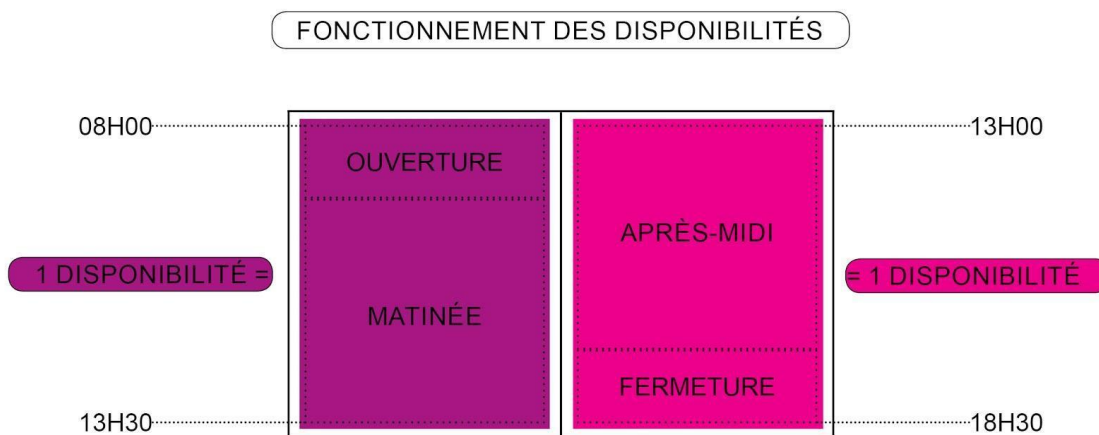 FONCTIONNEMENT DES DISPONIBILITÉS
08H00
13H00
OUVERTURE
APRÈS-MIDI
1 DISPONIBILITÉ =
= 1 DISPONIBILITÉ
MATINÉE
FERMETURE
13H30
18H30